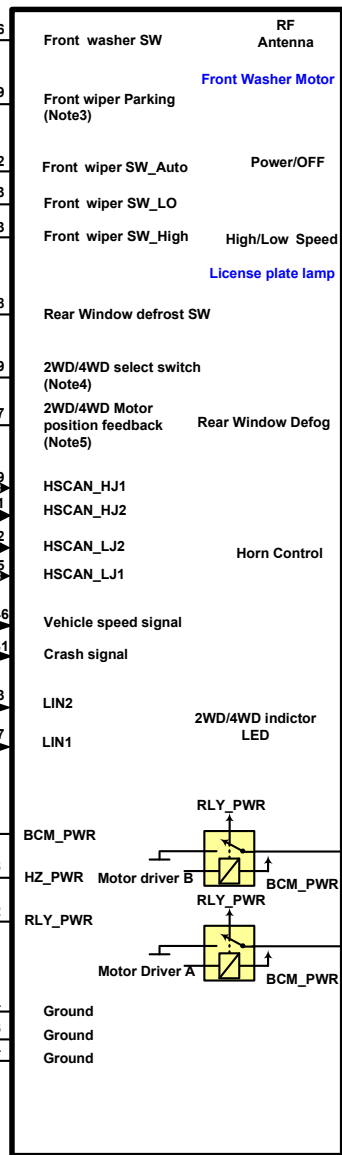 Front washer SW
RF
Antenna
Front Washer Motor
Front wiper Parking
(Note3)
Front wiper SW_Auto
Power/OFF
Front wiper SW_LO
Front wiper SW_High
High/Low Speed
License plate lamp
Rear Window defrost SW
2WD/4WD select switch
(Note4)
2WD/4WD Motor
position feedback
(Note5)
Rear Window Defog
HSCAN_HJ1
HSCAN_HJ2
HSCAN_LJ2
HSCAN_LJ1
Horn Control
Vehicle speed signal
Crash signal
LIN2
LIN1
2WD/4WD indictor
LED
RLY_PWR
BCM_PWR
HZ_PWR
Motor driver B
BCM_PWR
RLY_PWR
RLY_PWR
Motor Driver A
BCM_PWR
Ground
Ground
Ground